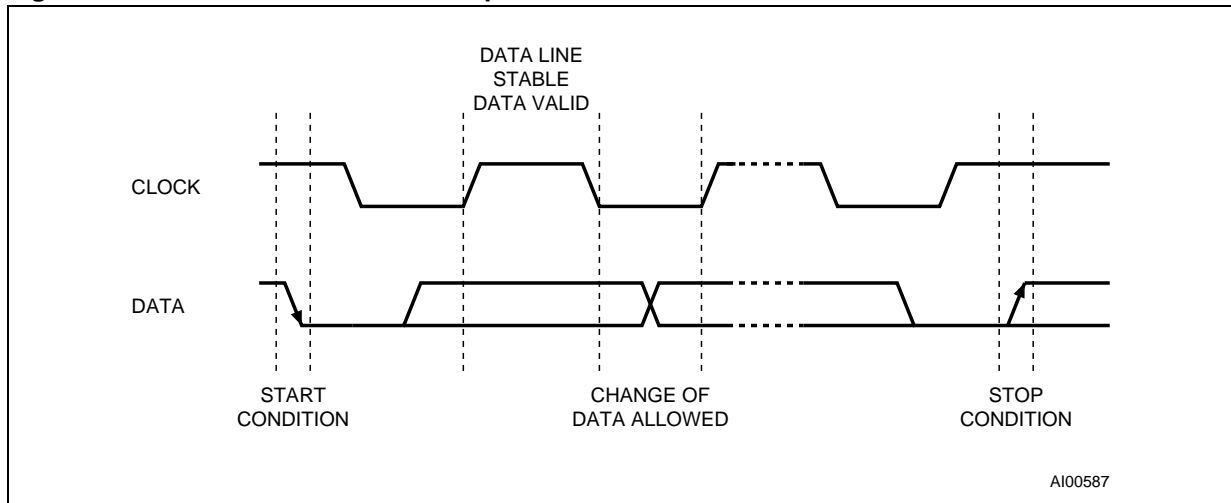 DATA LINE
STABLE
DATA VALID
CLOCK
DATA
START
CONDITION
CHANGE OF
DATA ALLOWED
STOP
CONDITION
AI00587